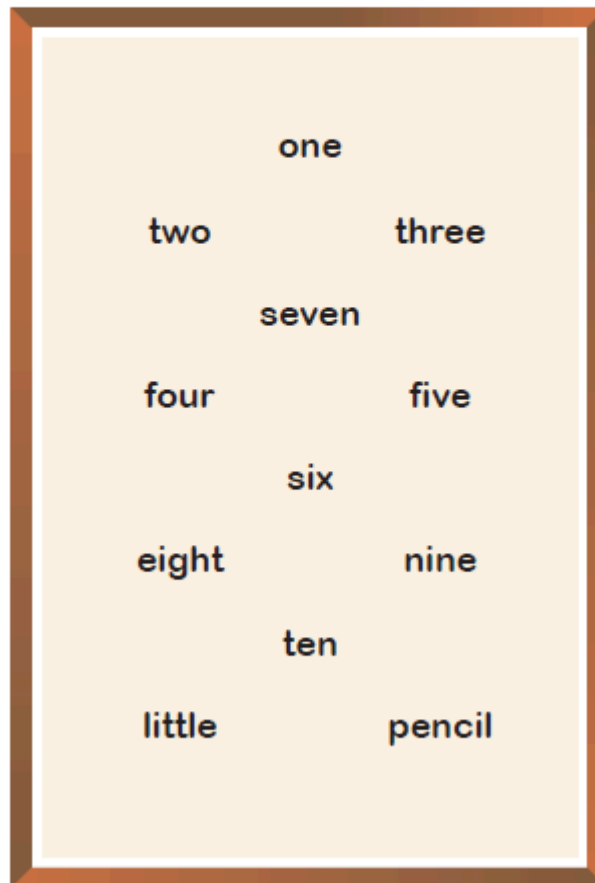 one
two three
seven
four five
six
eight nine
ten
little pencil